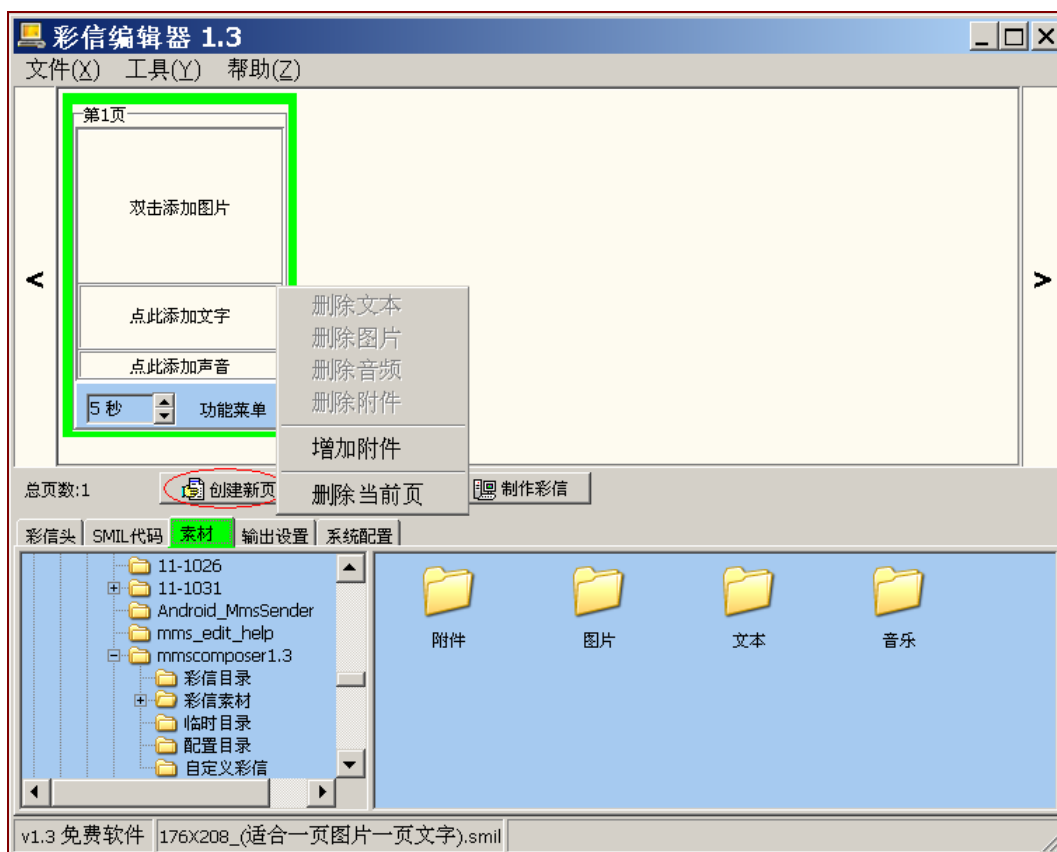 彩信编辑器 1.3
文件(X) 工具(Y) 帮助(Z)
第1页
双击添加图片
<
>
点此添加文字
点此添加声音
5 秒 功能菜单
删除文本
删除图片
删除音频
删除附件
增加附件
删除当前页
总页数:1 创建新页 制作彩信
彩信头 SMIL代码 素材 输出设置 系统配置
11-1026
11-1031
Android_MmsSender
mms_edit_help
mmscomposer1.3
彩信目录
彩信素材
临时目录
配置目录
自定义彩信
附件 图片 文本 音乐
v1.3 免费软件 176X208_(适合一页图片一页文字).smil